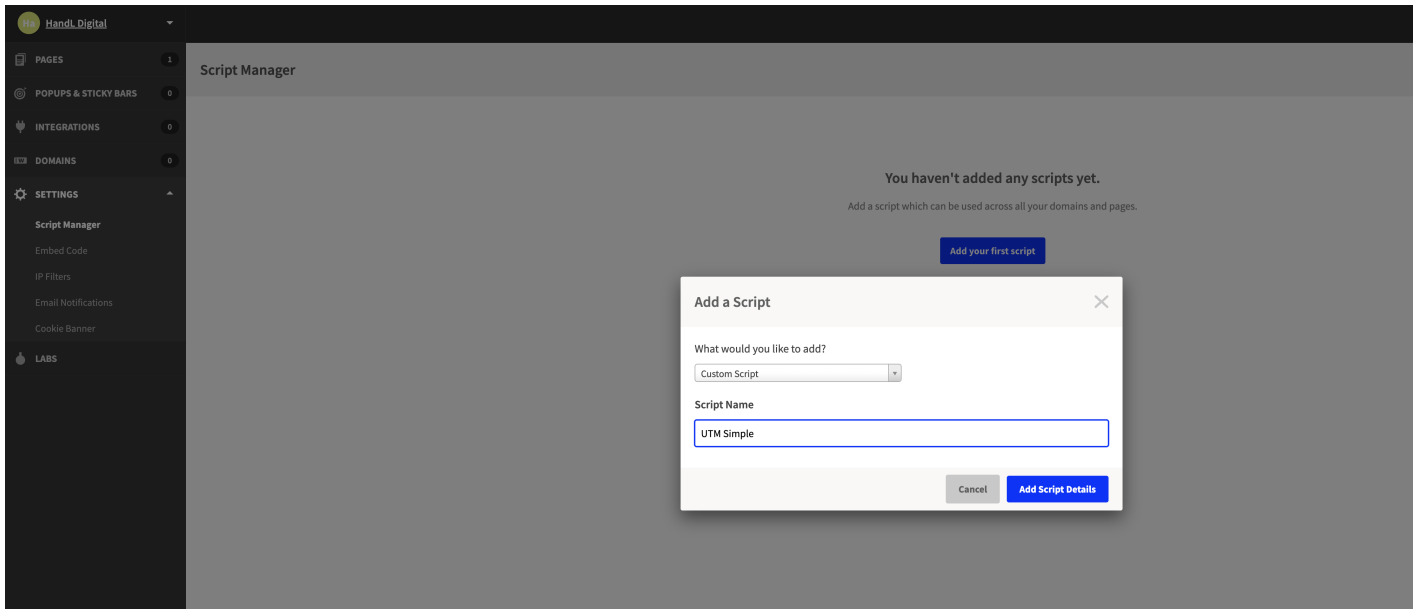 Ha HandL Digital
PAGES 1
POPUPS & STICKY BARS 0
INTEGRATIONS 0
DOMAINS 0
SETTINGS
Script Manager
Embed Code
IP Filters
Email Notifications
Cookie Banner
LABS
Script Manager
You haven't added any scripts yet.
Add a script which can be used across all your domains and pages.
Add your first script
Add a Script
What would you like to add?
Custom Script
Script Name
UTM Simple
Cancel Add Script Details